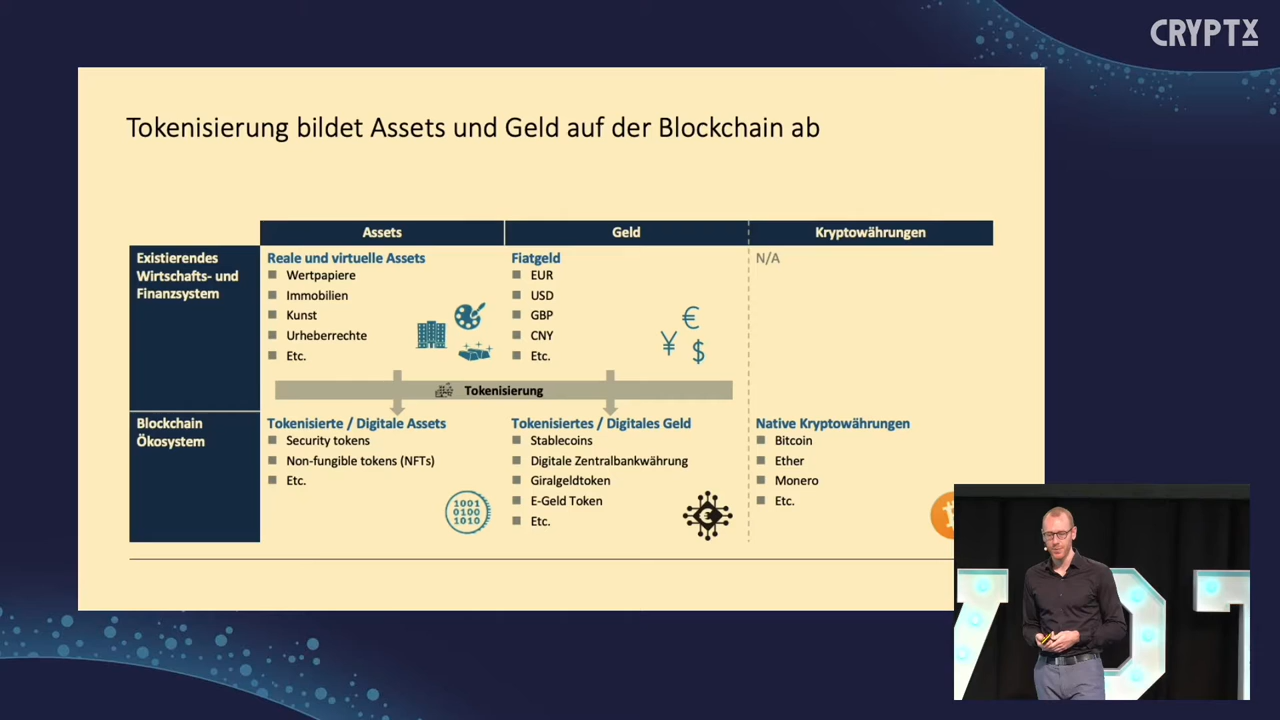 CRYPTX
Tokenisierung bildet Assets und Geld auf der Blockchain ab
Assets
Geld
Kryptowährungen
Existierendes
Wirtschafts- und
Finanzsystem
Reale und virtuelle Assets
Wertpapiere
Immobilien
Kunst
Urheberrechte
Etc.
Fiatgeld
EUR
USD
GBP
CNY
Etc.
€
¥
$
N/A
Tokenisierung
Blockchain
Ökosystem
Tokenisierte / Digitale Assets
Security tokens
Non-fungible tokens (NFTs)
Etc.
1001
0100
1010
Tokenisiertes / Digitales Geld
Stablecoins
Digitale Zentralbankwährung
Giralgeldtoken
E-Geld Token
Etc.
€
Native Kryptowährungen
Bitcoin
Ether
Monero
Etc.